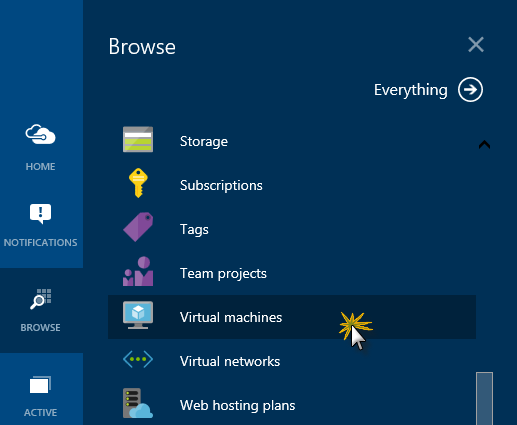 Browse
Everything
Storage
Subscriptions
Tags
Team projects
Virtual machines
Virtual networks
Web hosting plans
HOME
NOTIFICATIONS
BROWSE
ACTIVE